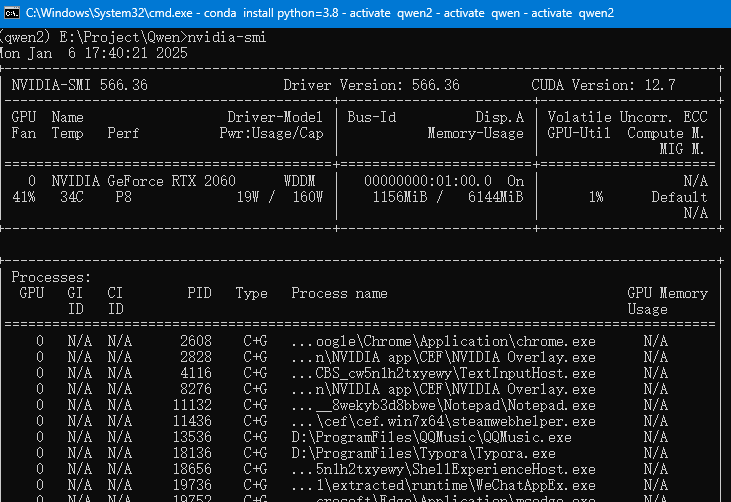 C:\Windows\System32\cmd.exe - conda install python=3.8 - activate qwen2 - activate qwen - activate qwen2
(qwen2) E:\Project\Qwen>nvidia-smi
Mon Jan  6 17:40:21 2025
NVIDIA-SMI 566.36 Driver Version: 566.36 CUDA Version: 12.7
GPU Name Driver-Model | Bus-Id Disp.A | Volatile Uncorr. ECC
Fan Temp Perf Pwr:Usage/Cap | Memory-Usage | GPU-Util Compute M.
MIG M.
0 NVIDIA GeForce RTX 2060 WDDM | 00000000:01:00.0 On | N/A
41% 34C P8 19W / 160W | 1156MiB / 6144MiB | 1% Default
N/A
Processes:
GPU GI CI PID Type Process name GPU Memory
ID ID Usage
0 N/A N/A 2608 C+G ...oogle\Chrome\Application\chrome.exe N/A
0 N/A N/A 2828 C+G ...n\NVIDIA app\CEF\NVIDIA Overlay.exe N/A
0 N/A N/A 4116 C+G ...CBS_cw5n1h2txyewy\TextInputHost.exe N/A
0 N/A N/A 8276 C+G ...n\NVIDIA app\CEF\NVIDIA Overlay.exe N/A
0 N/A N/A 11132 C+G ...__8wekyb3d8bbwe\Notepad\Notepad.exe N/A
0 N/A N/A 11436 C+G ...\cef\cef.win7x64\steamwebhelper.exe N/A
0 N/A N/A 13536 C+G D:\ProgramFiles\QQMusic\QQMusic.exe N/A
0 N/A N/A 18136 C+G D:\ProgramFiles\Typora\Typora.exe N/A
0 N/A N/A 18656 C+G ...5n1h2txyewy\ShellExperienceHost.exe N/A
0 N/A N/A 19736 C+G ...1\extracted\runtime\WeChatAppEx.exe N/A
0 N/A N/A 19752 C+G ...crosoft\Edge\Application\msedge.exe N/A